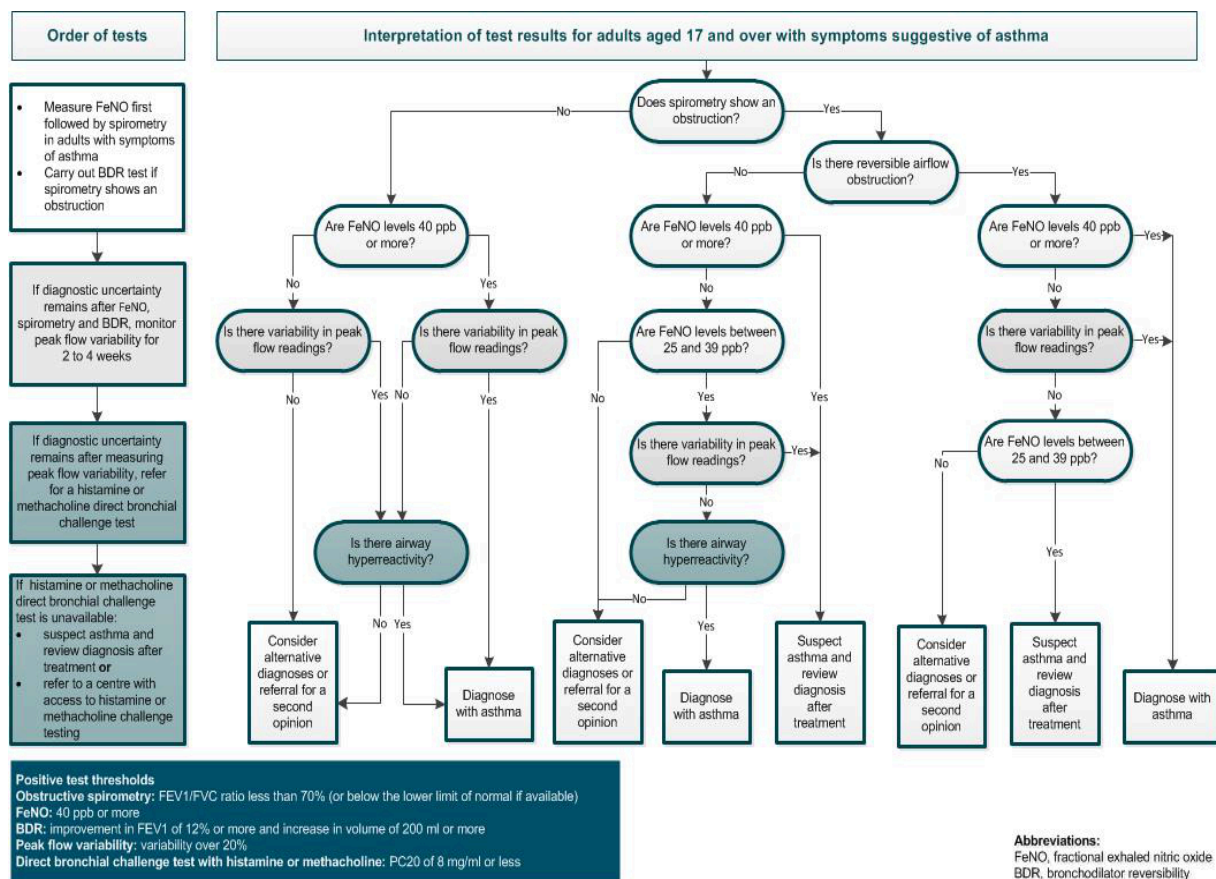 Order of tests
Interpretation of test results for adults aged 17 and over with symptoms suggestive of asthma
• Measure FeNO first
followed by spirometry
in adults with symptoms
of asthma
• Carry out BDR test if
spirometry shows an
obstruction
If diagnostic uncertainty
remains after FeNO,
spirometry and BDR, monitor
peak flow variability for
2 to 4 weeks
If diagnostic uncertainty
remains after measuring
peak flow variability, refer
for a histamine or
methacholine direct bronchial
challenge test
If histamine or methacholine
direct bronchial challenge
test is unavailable:
• suspect asthma and
review diagnosis after
treatment or
• refer to a centre with
access to histamine or
methacholine challenge
testing
Does spirometry show an
obstruction?
No
Yes
Is there reversible airflow
obstruction?
No
Yes
Are FeNO levels 40 ppb
or more?
No
Yes
Is there variability in peak
flow readings?
No
Yes
Is there variability in peak
flow readings?
No
Yes
Is there airway
hyperreactivity?
No
Yes
Consider
alternative
diagnoses or
referral for a
second
opinion
Diagnose
with asthma
Are FeNO levels 40 ppb
or more?
No
Yes
Are FeNO levels between
25 and 39 ppb?
No
Yes
Is there variability in peak
flow readings?
Yes
No
Is there airway
hyperreactivity?
No
Yes
Consider
alternative
diagnoses or
referral for a
second
opinion
Diagnose
with asthma
Suspect
asthma and
review
diagnosis
after
treatment
Are FeNO levels 40 ppb
or more?
Yes
No
Is there variability in peak
flow readings?
Yes
No
Are FeNO levels between
25 and 39 ppb?
No
Yes
Consider
alternative
diagnoses or
referral for a
second
opinion
Suspect
asthma and
review
diagnosis
after
treatment
Diagnose with
asthma
Positive test thresholds
Obstructive spirometry: FEV1/FVC ratio less than 70% (or below the lower limit of normal if available)
FeNO: 40 ppb or more
BDR: improvement in FEV1 of 12% or more and increase in volume of 200 ml or more
Peak flow variability: variability over 20%
Direct bronchial challenge test with histamine or methacholine: PC20 of 8 mg/ml or less
Abbreviations:
FeNO, fractional exhaled nitric oxide
BDR, bronchodilator reversibility